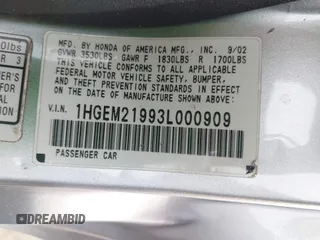 MFD. BY HONDA OF AMERICA MFG., INC. 9/02
GVWR 3530LBS GAWR F 1830LBS R 1700LBS
THIS VEHICLE CONFORMS TO ALL APPLICABLE
FEDERAL MOTOR VEHICLE SAFETY, BUMPER, AND
THEFT PREVENTION STANDARDS IN EFFECT ON THE
DATE OF MANUFACTURE SHOWN ABOVE.
V.I.N. 1HGEM21993L000909
PASSENGER CAR
olds
R 3
DREAMBID